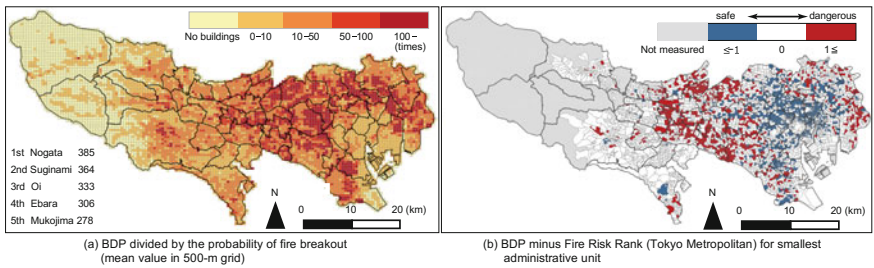 No buildings 0–10 10–50 50–100 100–
(times)
1st Nogata 385
2nd Suginami 364
3rd Oi 333
4th Ebara 306
5th Mukojima 278
N
0 10 20 (km)
(a) BDP divided by the probability of fire breakout
(mean value in 500-m grid)
safe dangerous
Not measured ≤-1 0 1≤
N
0 10 20 (km)
(b) BDP minus Fire Risk Rank (Tokyo Metropolitan) for smallest
administrative unit